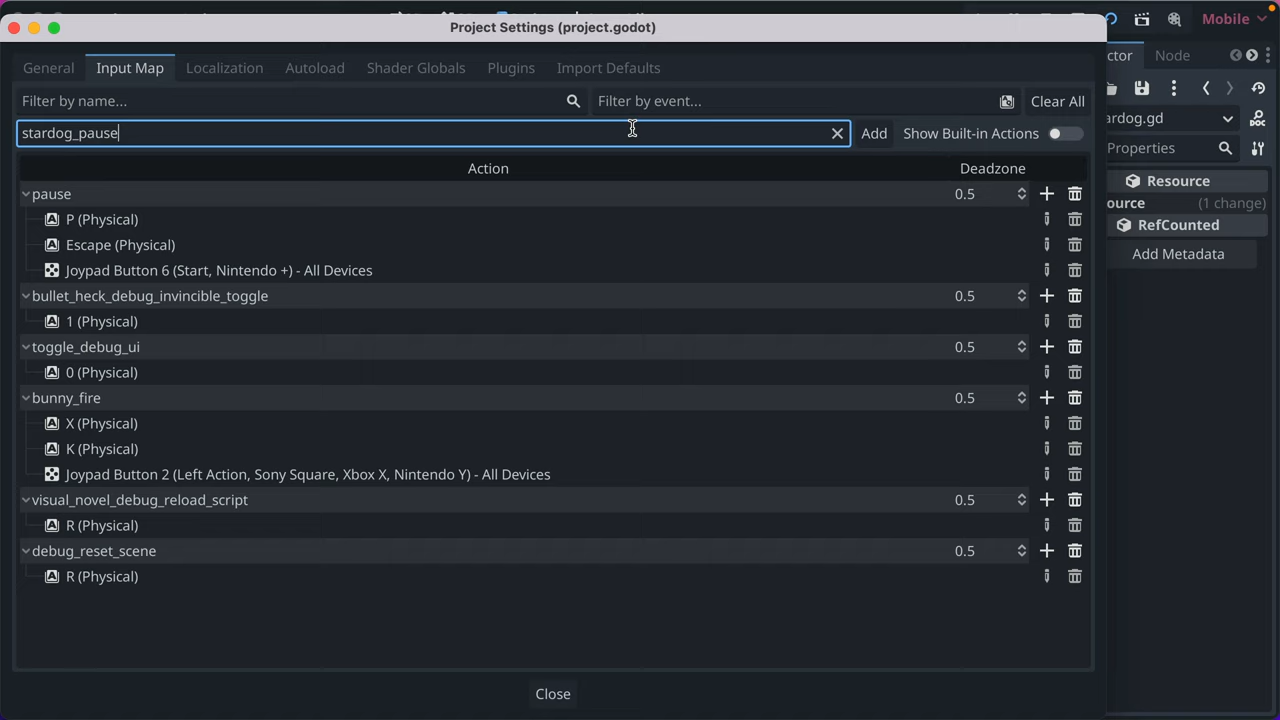 Project Settings (project.godot)
Mobile
General
Input Map
Localization
Autoload
Shader Globals
Plugins
Import Defaults
ctor
Node
Filter by name...
Filter by event...
Clear All
stardog_pause
Add
Show Built-in Actions
ardog.gd
Properties
Action
Deadzone
Resource
pause
0.5
ource
(1 change)
P (Physical)
RefCounted
Escape (Physical)
Add Metadata
Joypad Button 6 (Start, Nintendo +) - All Devices
bullet_heck_debug_invincible_toggle
0.5
1 (Physical)
toggle_debug_ui
0.5
0 (Physical)
bunny_fire
0.5
X (Physical)
K (Physical)
Joypad Button 2 (Left Action, Sony Square, Xbox X, Nintendo Y) - All Devices
visual_novel_debug_reload_script
0.5
R (Physical)
debug_reset_scene
0.5
R (Physical)
Close